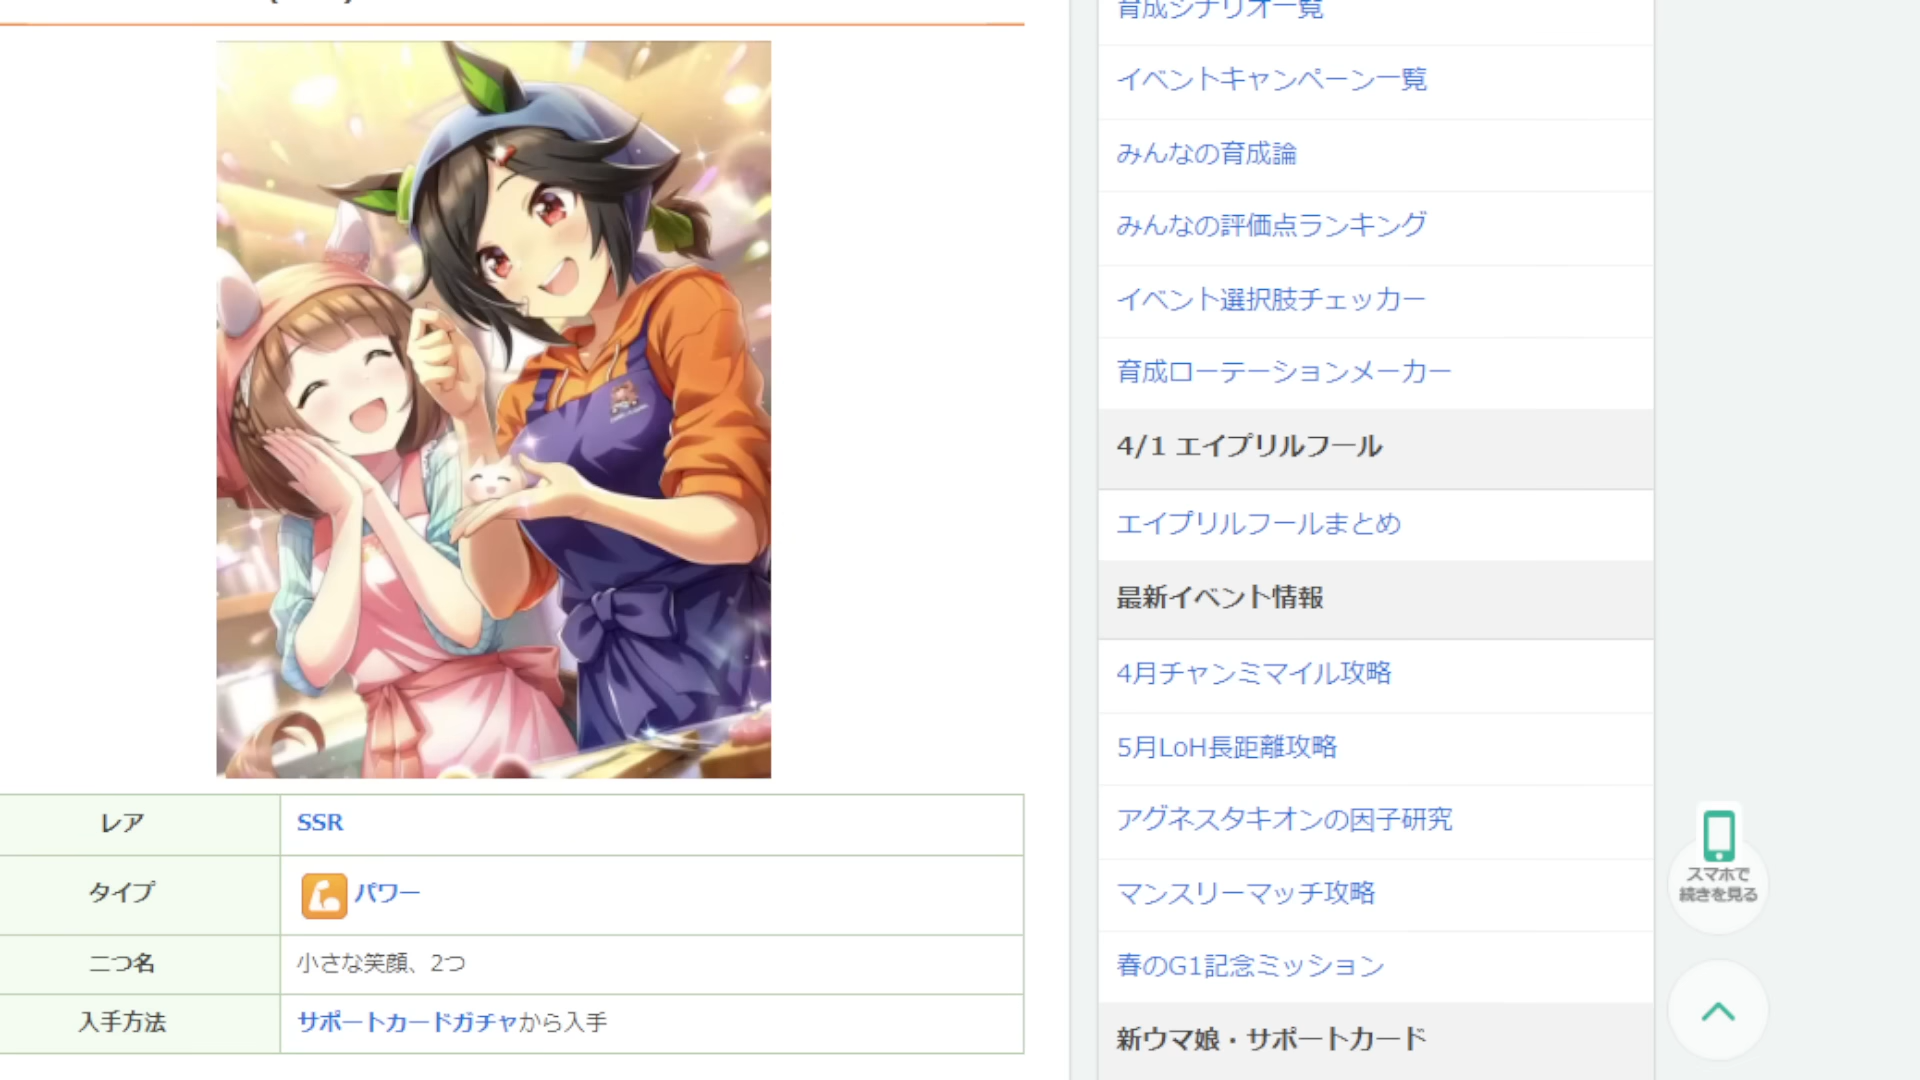 レア
SSR
タイプ
パワー
二つ名
小さな笑顔、2つ
入手方法
サポートカードガチャから入手
育成シナリオ一覧
イベントキャンペーン一覧
みんなの育成論
みんなの評価点ランキング
イベント選択肢チェッカー
育成ローテーションメーカー
4/1 エイプリルフール
エイプリルフールまとめ
最新イベント情報
4月チャンミマイル攻略
5月LoH長距離攻略
アグネスタキオンの因子研究
マンスリーマッチ攻略
春のG1記念ミッション
新ウマ娘・サポートカード
スマホで
続きを見る